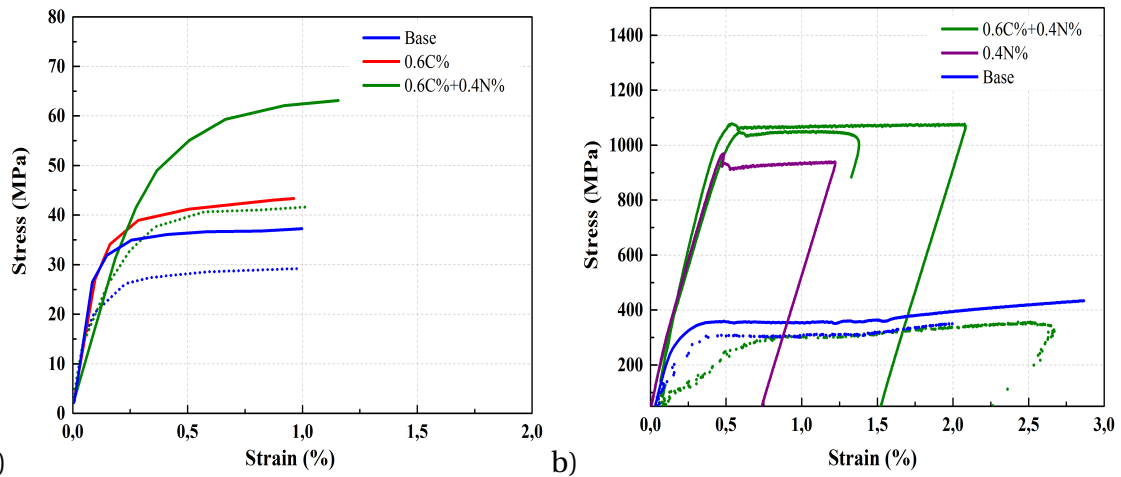 80
70
60
50
40
30
20
10
0
Stress (MPa)
Base
0.6C%
0.6C%+0.4N%
0,0
0,5
1,0
1,5
2,0
Strain (%)
)
1400
1200
1000
800
600
400
200
Stress (MPa)
0.6C%+0.4N%
0.4N%
Base
0,0
0,5
1,0
1,5
2,0
2,5
3,0
Strain (%)
b)